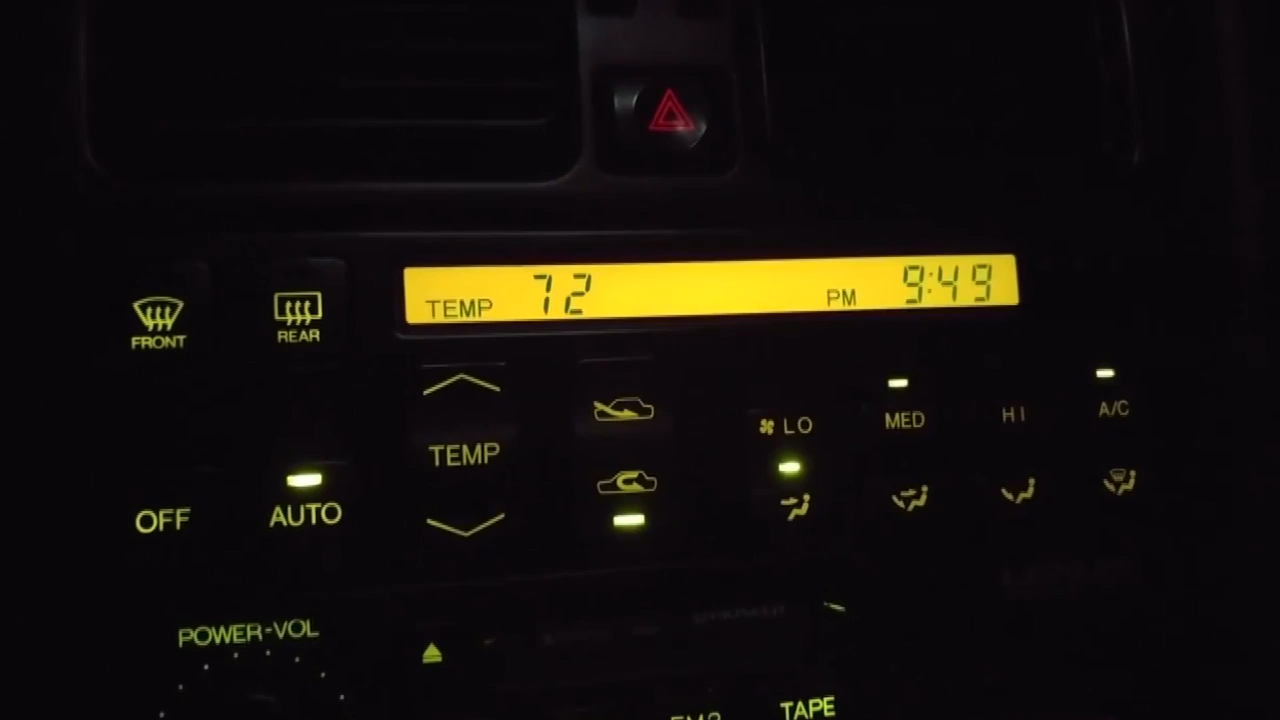 TEMP 72 PM 9:49
FRONT
REAR
TEMP
LO
MED
HI
A/C
OFF
AUTO
POWER-VOL
TAPE